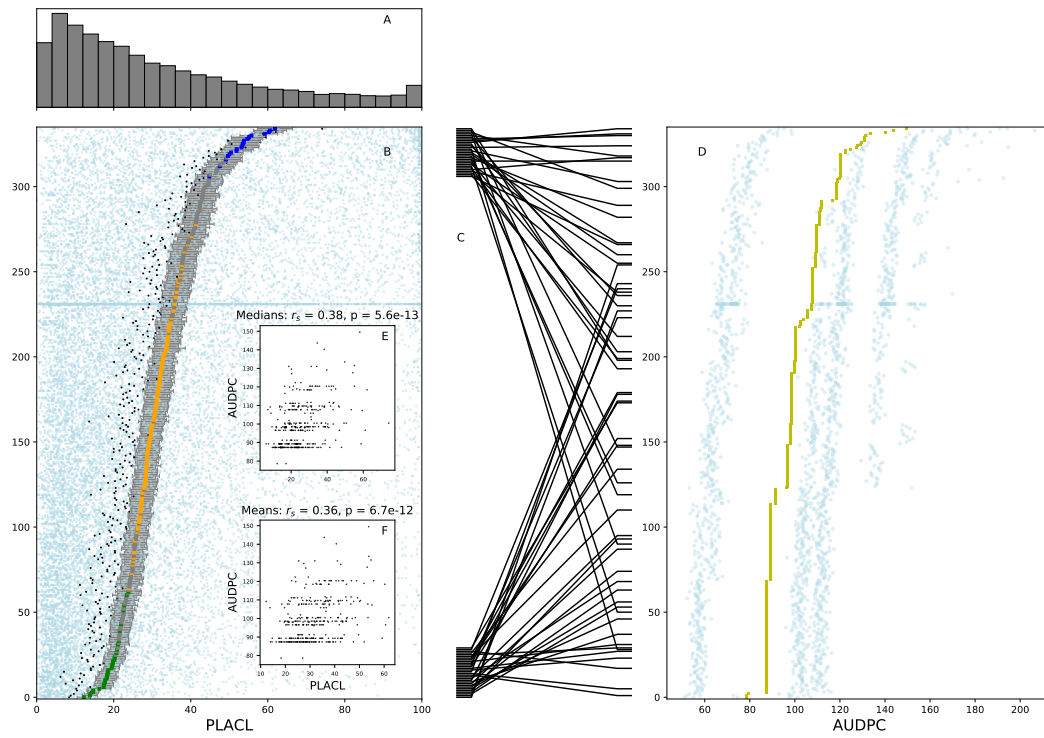 A
B
C
D
300
250
200
150
100
50
0
0 20 40 60 80 100
PLACL
Medians: rₛ = 0.38, p = 5.6e-13
E
150
140
130
120
110
100
90
80
AUDPC
20 40 60
Means: rₛ = 0.36, p = 6.7e-12
F
150
140
130
120
110
100
90
80
AUDPC
10 20 30 40 50 60
PLACL
300
250
200
150
100
50
0
60 80 100 120 140 160 180 200
AUDPC